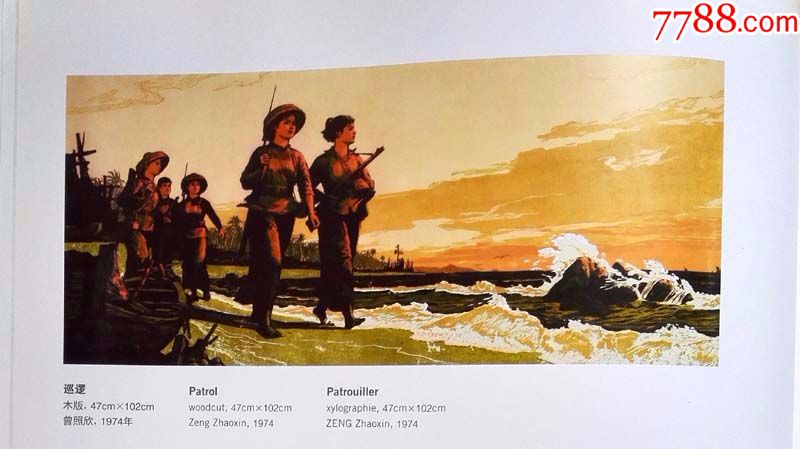 7788.com
巡逻
木版，47cm×102cm
曾照欣，1974年
Patrol
woodcut, 47cm×102cm
Zeng Zhaoxin, 1974
Patrouiller
xylographie, 47cm×102cm
ZENG Zhaoxin, 1974